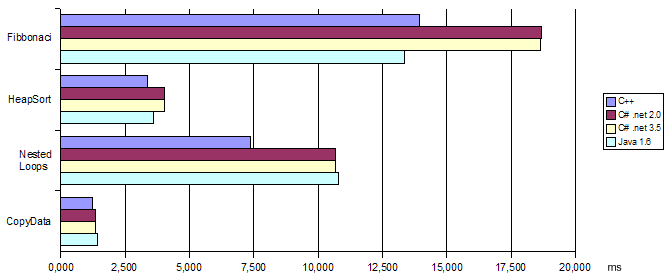 Fibbonaci
HeapSort
Nested
Loops
CopyData
0,000 2,500 5,000 7,500 10,000 12,500 15,000 17,500 20,000 ms
C++
C# .net 2.0
C# .net 3.5
Java 1.6